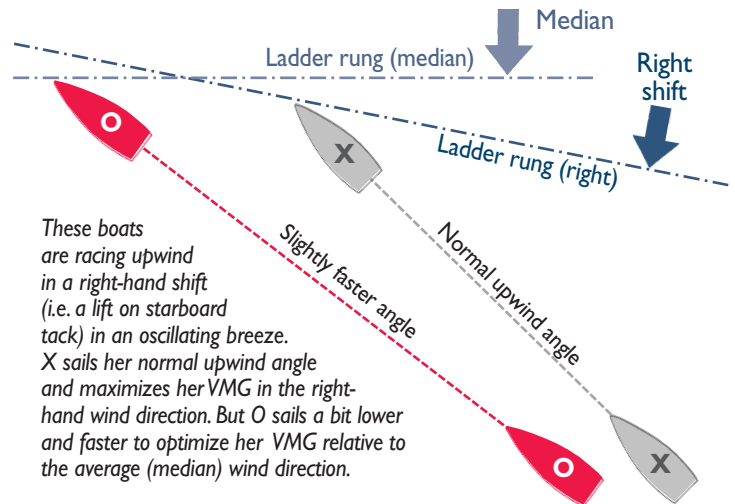 Median
Ladder rung (median)
Right
shift
O
X
Ladder rung (right)
These boats
are racing upwind
in a right-hand shift
(i.e. a lift on starboard
tack) in an oscillating breeze.
X sails her normal upwind angle
and maximizes her VMG in the right-
hand wind direction. But O sails a bit lower
and faster to optimize her VMG relative to
the average (median) wind direction.
Slightly faster angle
Normal upwind angle
O
X